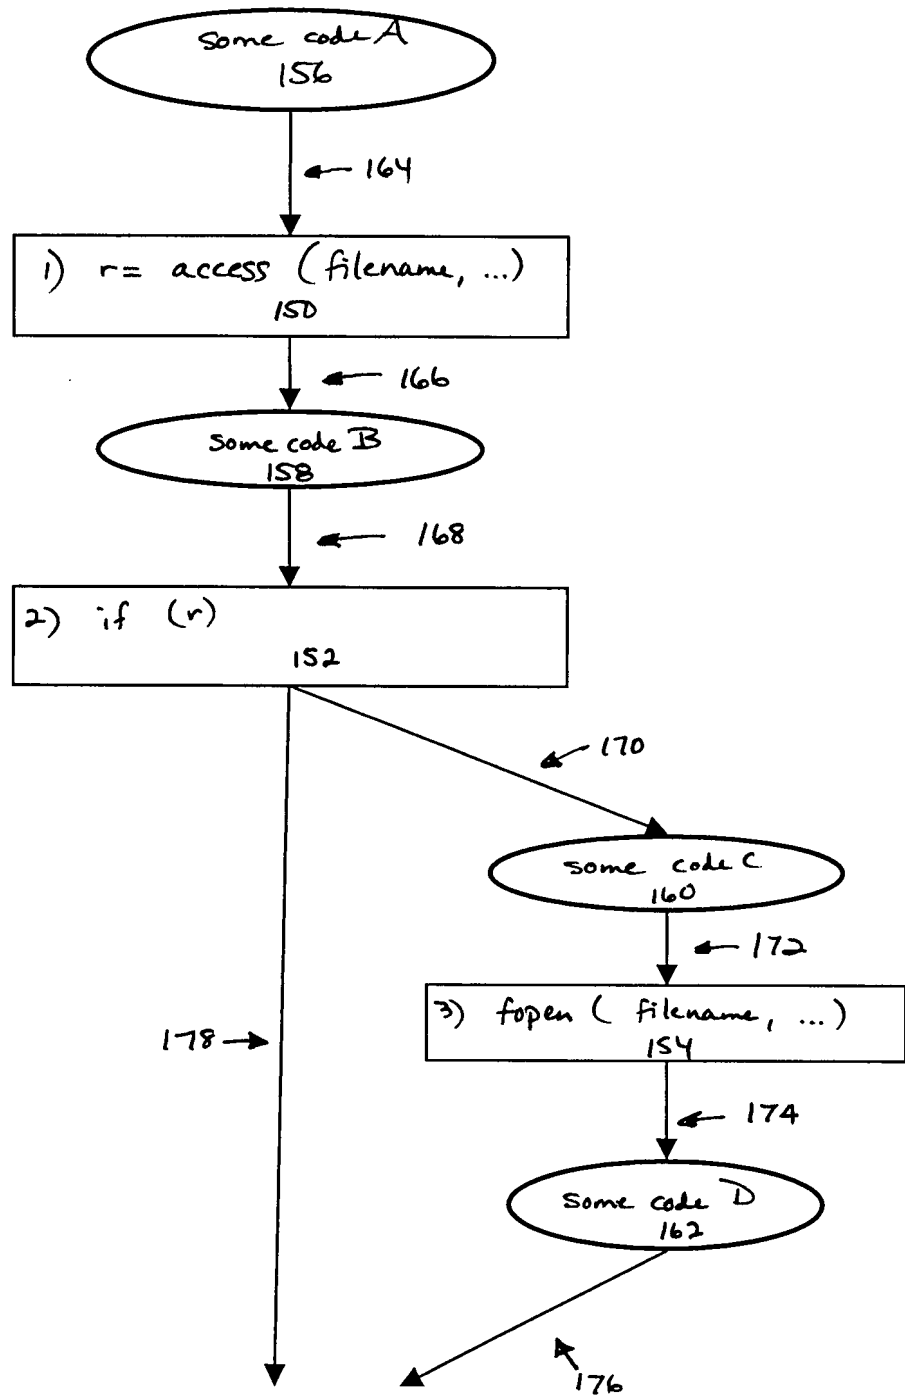 some code A
156
164
1) r= access (filename, ...)
150
166
some code B
158
168
2) if (r)
152
170
some code C
160
172
3) fopen ( filename, ...)
154
178
174
some code D
162
176